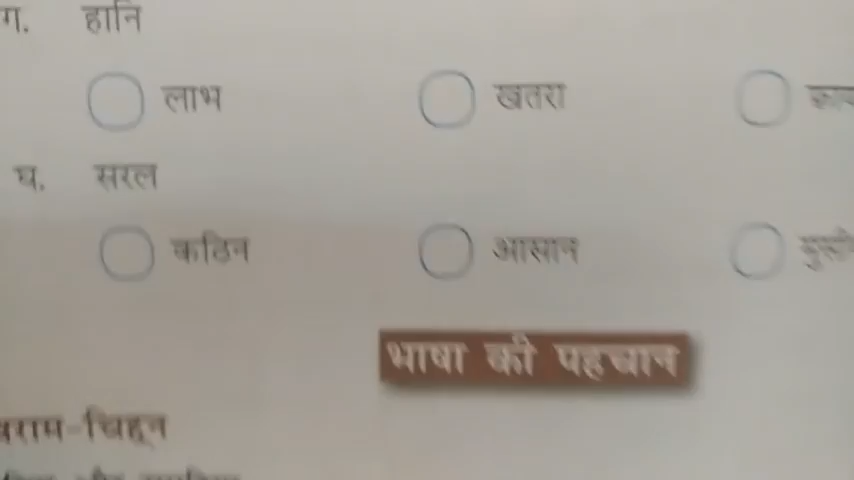 ग. हानि
लाभ खतरा
घ. सरल
कठिन आसान
भाषा की पहचान